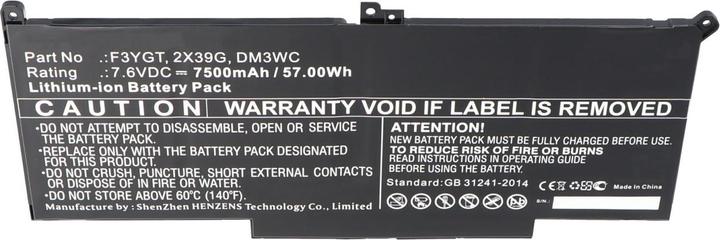 Part No :F3YGT, 2X39G, DM3WC
Rating :7.6VDC ⎓ 7500mAh / 57.00Wh
Lithium-ion Battery Pack
CAUTION WARRANTY VOID IF LABEL IS REMOVED
•DO NOT ATTEMPT TO DISASSEMBLE, OPEN OR SERVICE
THE BATTERY PACK.
•REPLACE ONLY WITH THE BATTERY PACK DESIGNATED
FOR THIS PRODUCT.
•DO NOT CRUSH, PUNCTURE, SHORT EXTERNAL CONTACTS
OR DISPOSE OF IN FIRE OR WATER.
•DO NOT STORE ABOVE 60°C (140°F).
Manufacture by : ShenZhen HENZENS Technology Co., Limited
ATTENTION!
NEW BATTERY PACK MUST BE FULLY CHARGED BEFORE USE.
TO REDUCE RISK OF FIRE OR BURNS
PLEASE READ INSTRUCTIONS IN OPERATING GUIDE
BEFORE USING THIS BATTERY PACK.
Standard:GB 31241-2014
CE Made In China
S/N.: